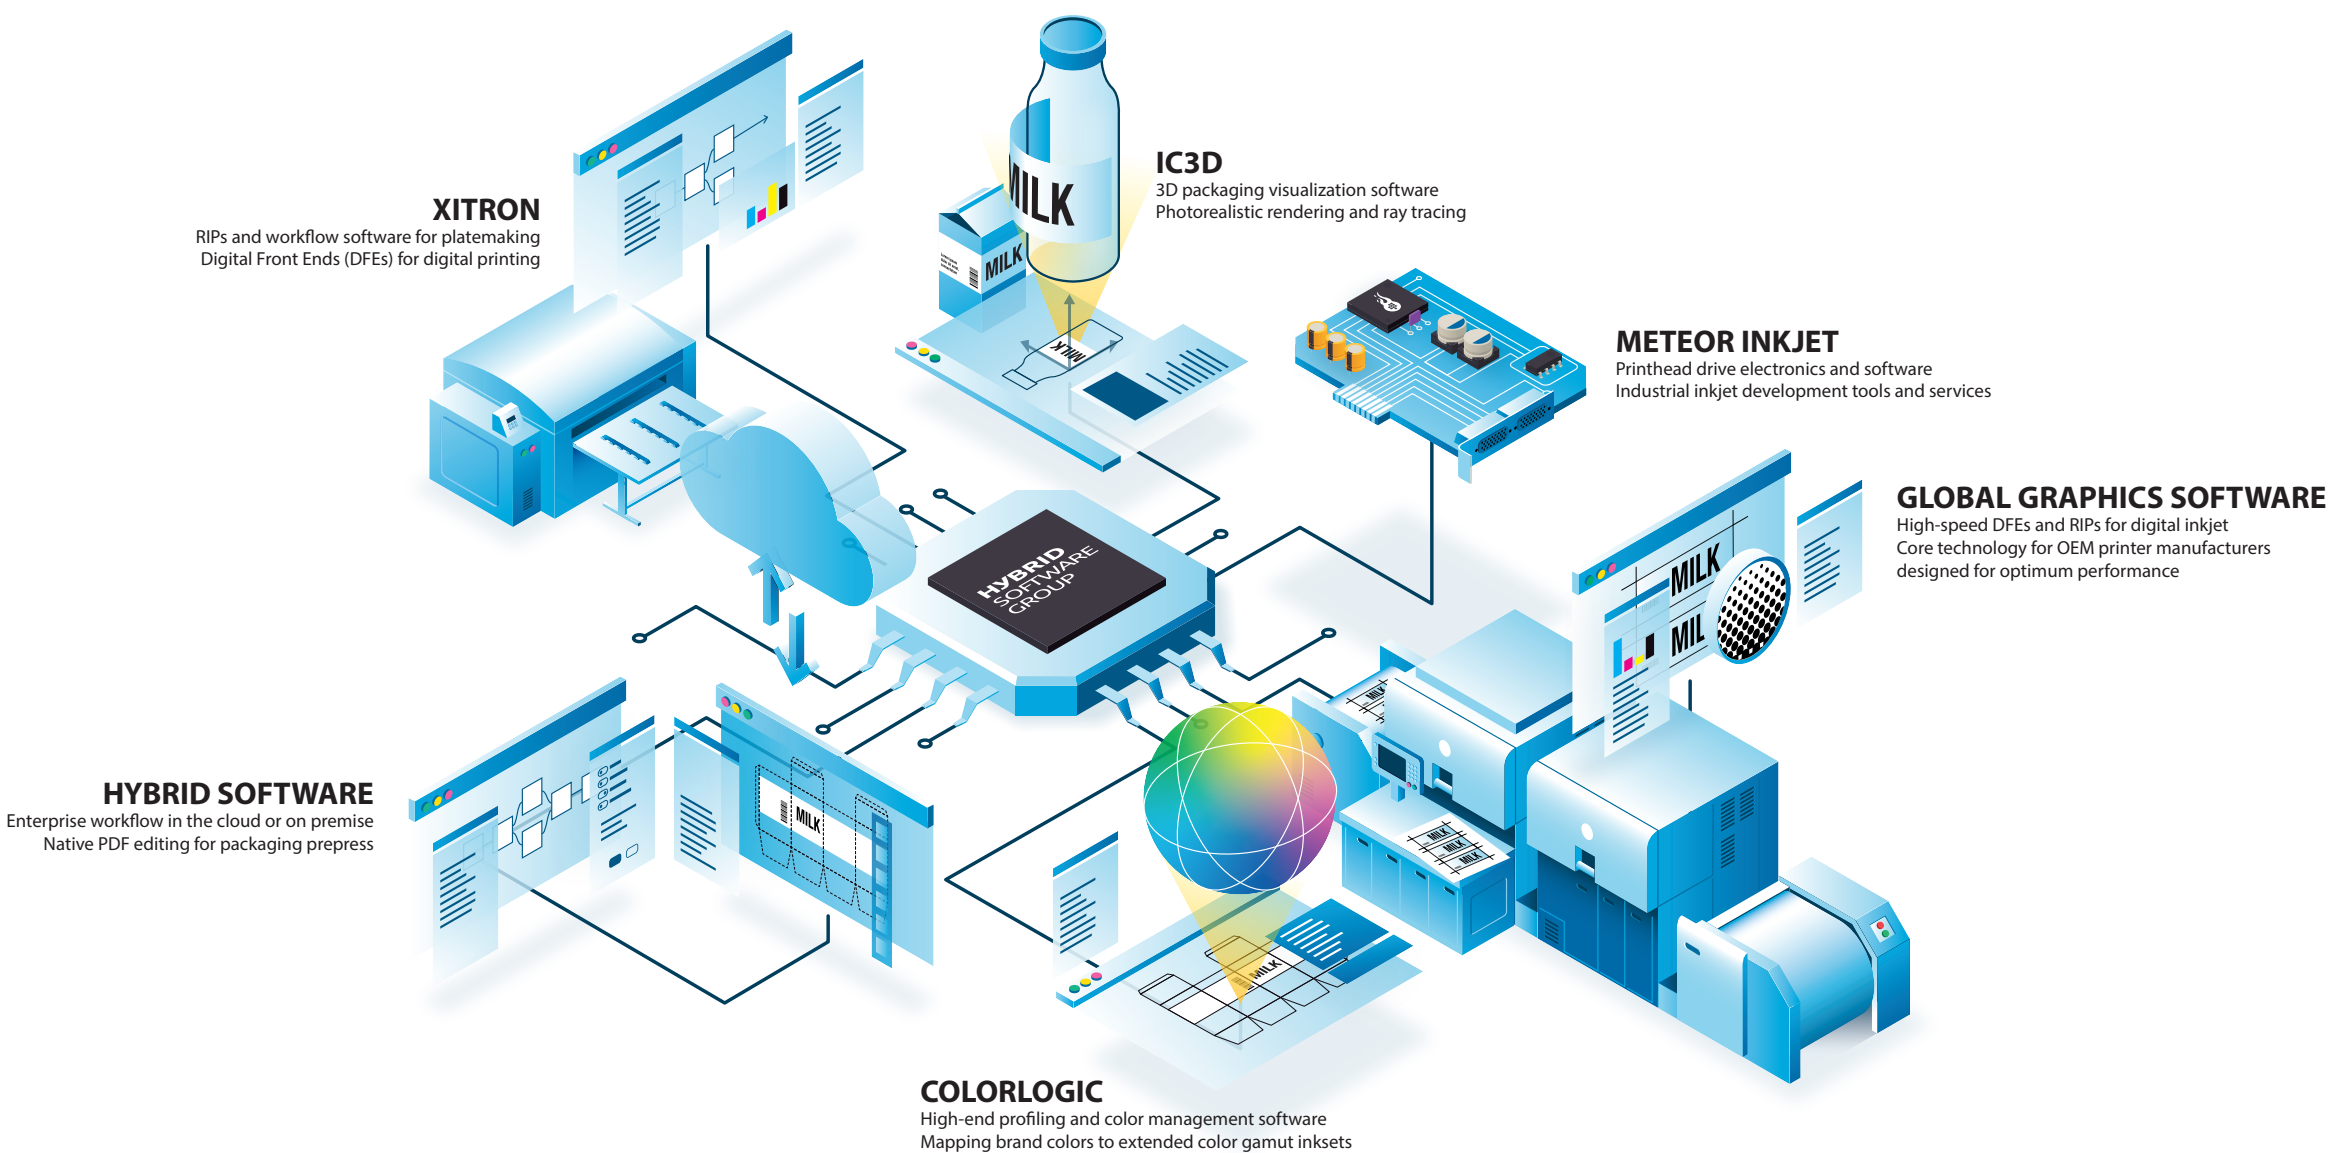 XITRON
RIPs and workflow software for platemaking
Digital Front Ends (DFEs) for digital printing
MILK
MILK
MILK
IC3D
3D packaging visualization software
Photorealistic rendering and ray tracing
METEOR INKJET
Printhead drive electronics and software
Industrial inkjet development tools and services
GLOBAL GRAPHICS SOFTWARE
High-speed DFEs and RIPs for digital inkjet
Core technology for OEM printer manufacturers
designed for optimum performance
MILK
MIL
HYBRID
SOFTWARE
GROUP
MILK
HYBRID SOFTWARE
Enterprise workflow in the cloud or on premise
Native PDF editing for packaging prepress
MILK
MILK
MILK
MILK
MILK
COLORLOGIC
High-end profiling and color management software
Mapping brand colors to extended color gamut inksets